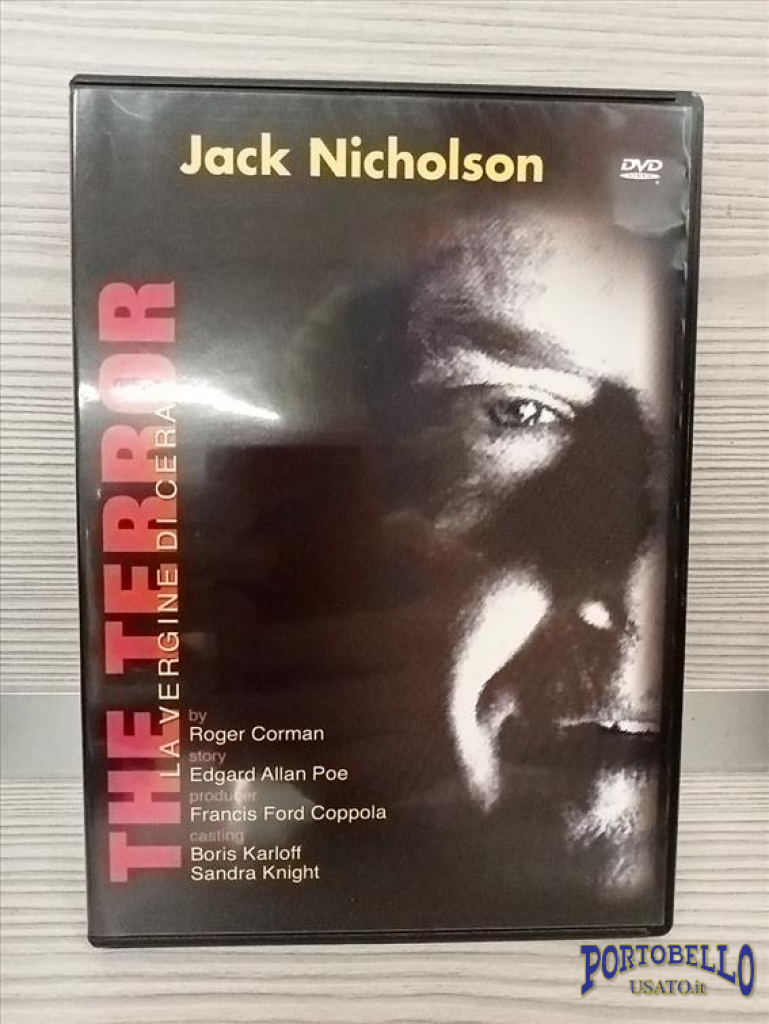 Jack Nicholson
DVD
VIDEO
THE TERROR
LA VERGINE DI CERA
by
Roger Corman
story
Edgard Allan Poe
producer
Francis Ford Coppola
casting
Boris Karloff
Sandra Knight
PORTOBELLO
USATO.it